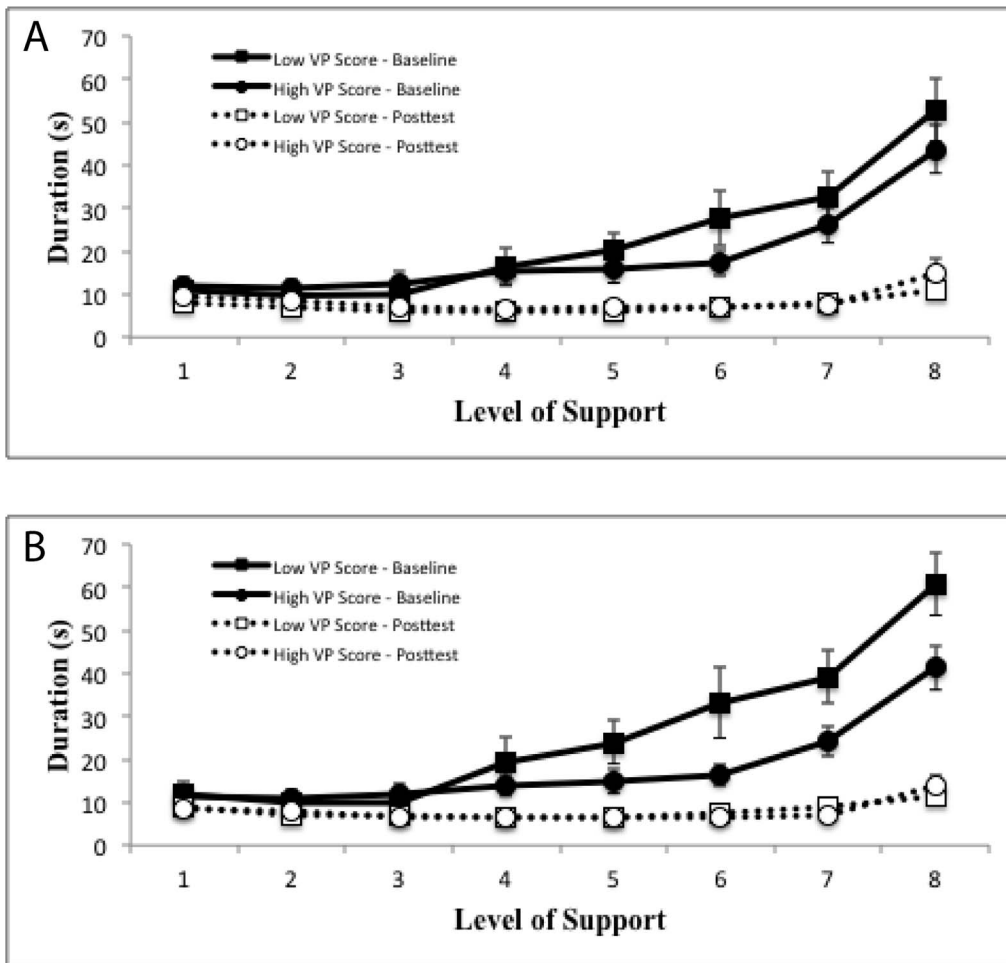 A
70
60
50
40
30
20
10
0
Duration (s)
Low VP Score - Baseline
High VP Score - Baseline
Low VP Score - Posttest
High VP Score - Posttest
1 2 3 4 5 6 7 8
Level of Support
B
70
60
50
40
30
20
10
0
Duration (s)
Low VP Score - Baseline
High VP Score - Baseline
Low VP Score - Posttest
High VP Score - Posttest
1 2 3 4 5 6 7 8
Level of Support